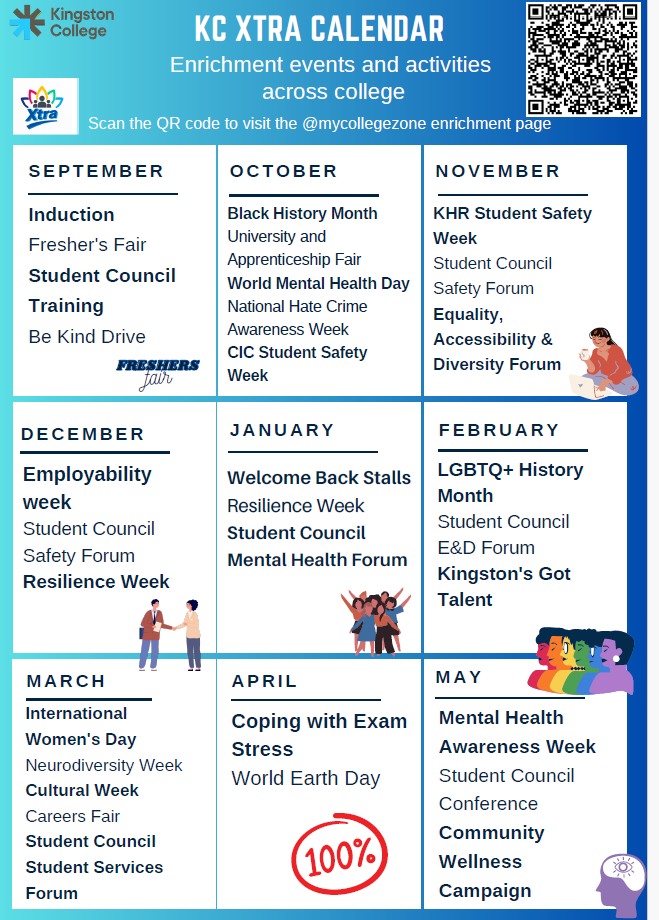 Kingston
College
KC XTRA CALENDAR
Enrichment events and activities
across college
Xtra
Scan the QR code to visit the @mycollegezone enrichment page
SEPTEMBER
Induction
Fresher's Fair
Student Council
Training
Be Kind Drive
FRESHERS
fair
OCTOBER
Black History Month
University and
Apprenticeship Fair
World Mental Health Day
National Hate Crime
Awareness Week
CIC Student Safety
Week
NOVEMBER
KHR Student Safety
Week
Student Council
Safety Forum
Equality,
Accessibility &
Diversity Forum
DECEMBER
Employability
week
Student Council
Safety Forum
Resilience Week
JANUARY
Welcome Back Stalls
Resilience Week
Student Council
Mental Health Forum
FEBRUARY
LGBTQ+ History
Month
Student Council
E&D Forum
Kingston's Got
Talent
MARCH
International
Women's Day
Neurodiversity Week
Cultural Week
Careers Fair
Student Council
Student Services
Forum
APRIL
Coping with Exam
Stress
World Earth Day
100%
MAY
Mental Health
Awareness Week
Student Council
Conference
Community
Wellness
Campaign